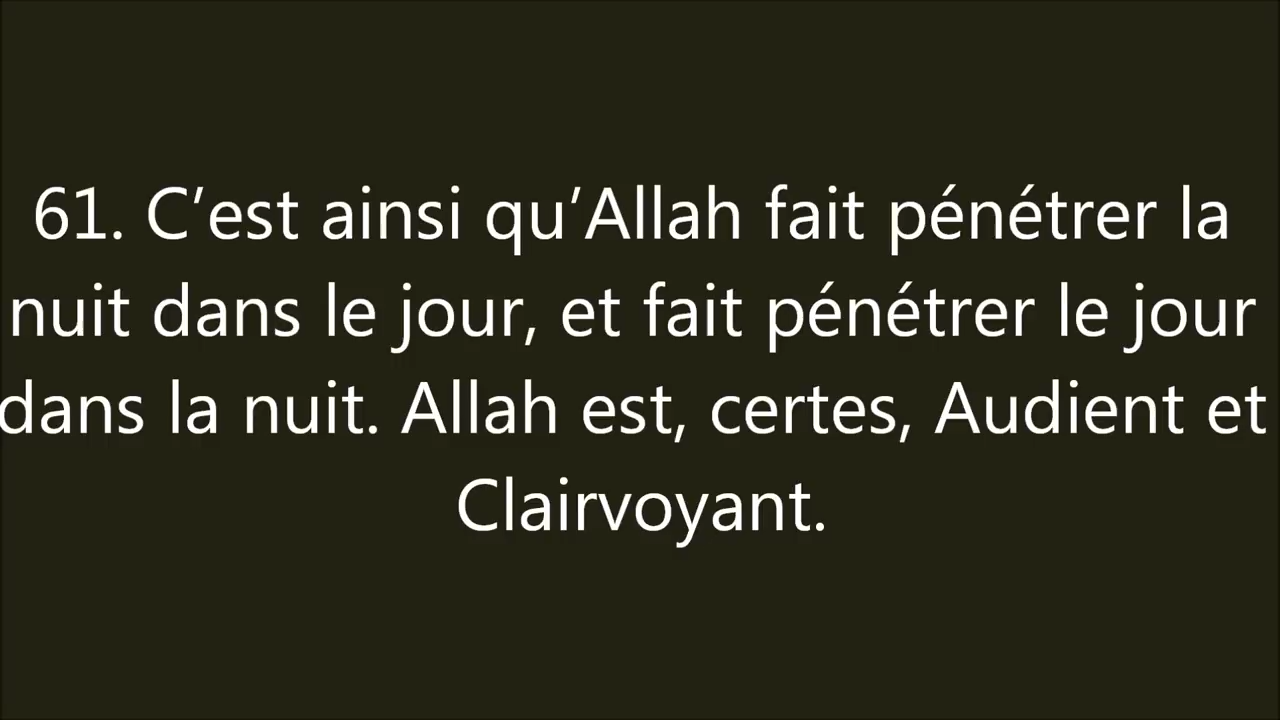 61. C’est ainsi qu’Allah fait pénétrer la
nuit dans le jour, et fait pénétrer le jour
dans la nuit. Allah est, certes, Audient et
Clairvoyant.